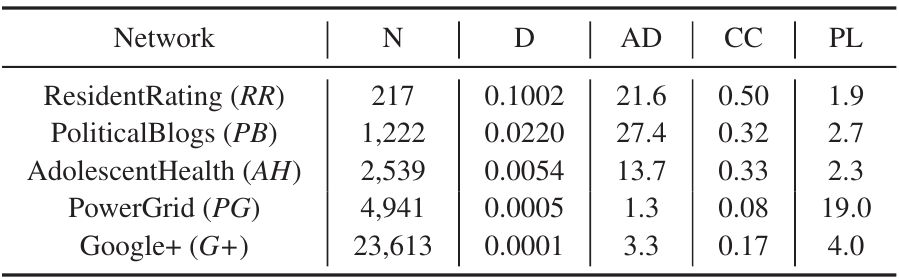 Network N D AD CC PL
ResidentRating (RR) 217 0.1002 21.6 0.50 1.9
PoliticalBlogs (PB) 1,222 0.0220 27.4 0.32 2.7
AdolescentHealth (AH) 2,539 0.0054 13.7 0.33 2.3
PowerGrid (PG) 4,941 0.0005 1.3 0.08 19.0
Google+ (G+) 23,613 0.0001 3.3 0.17 4.0